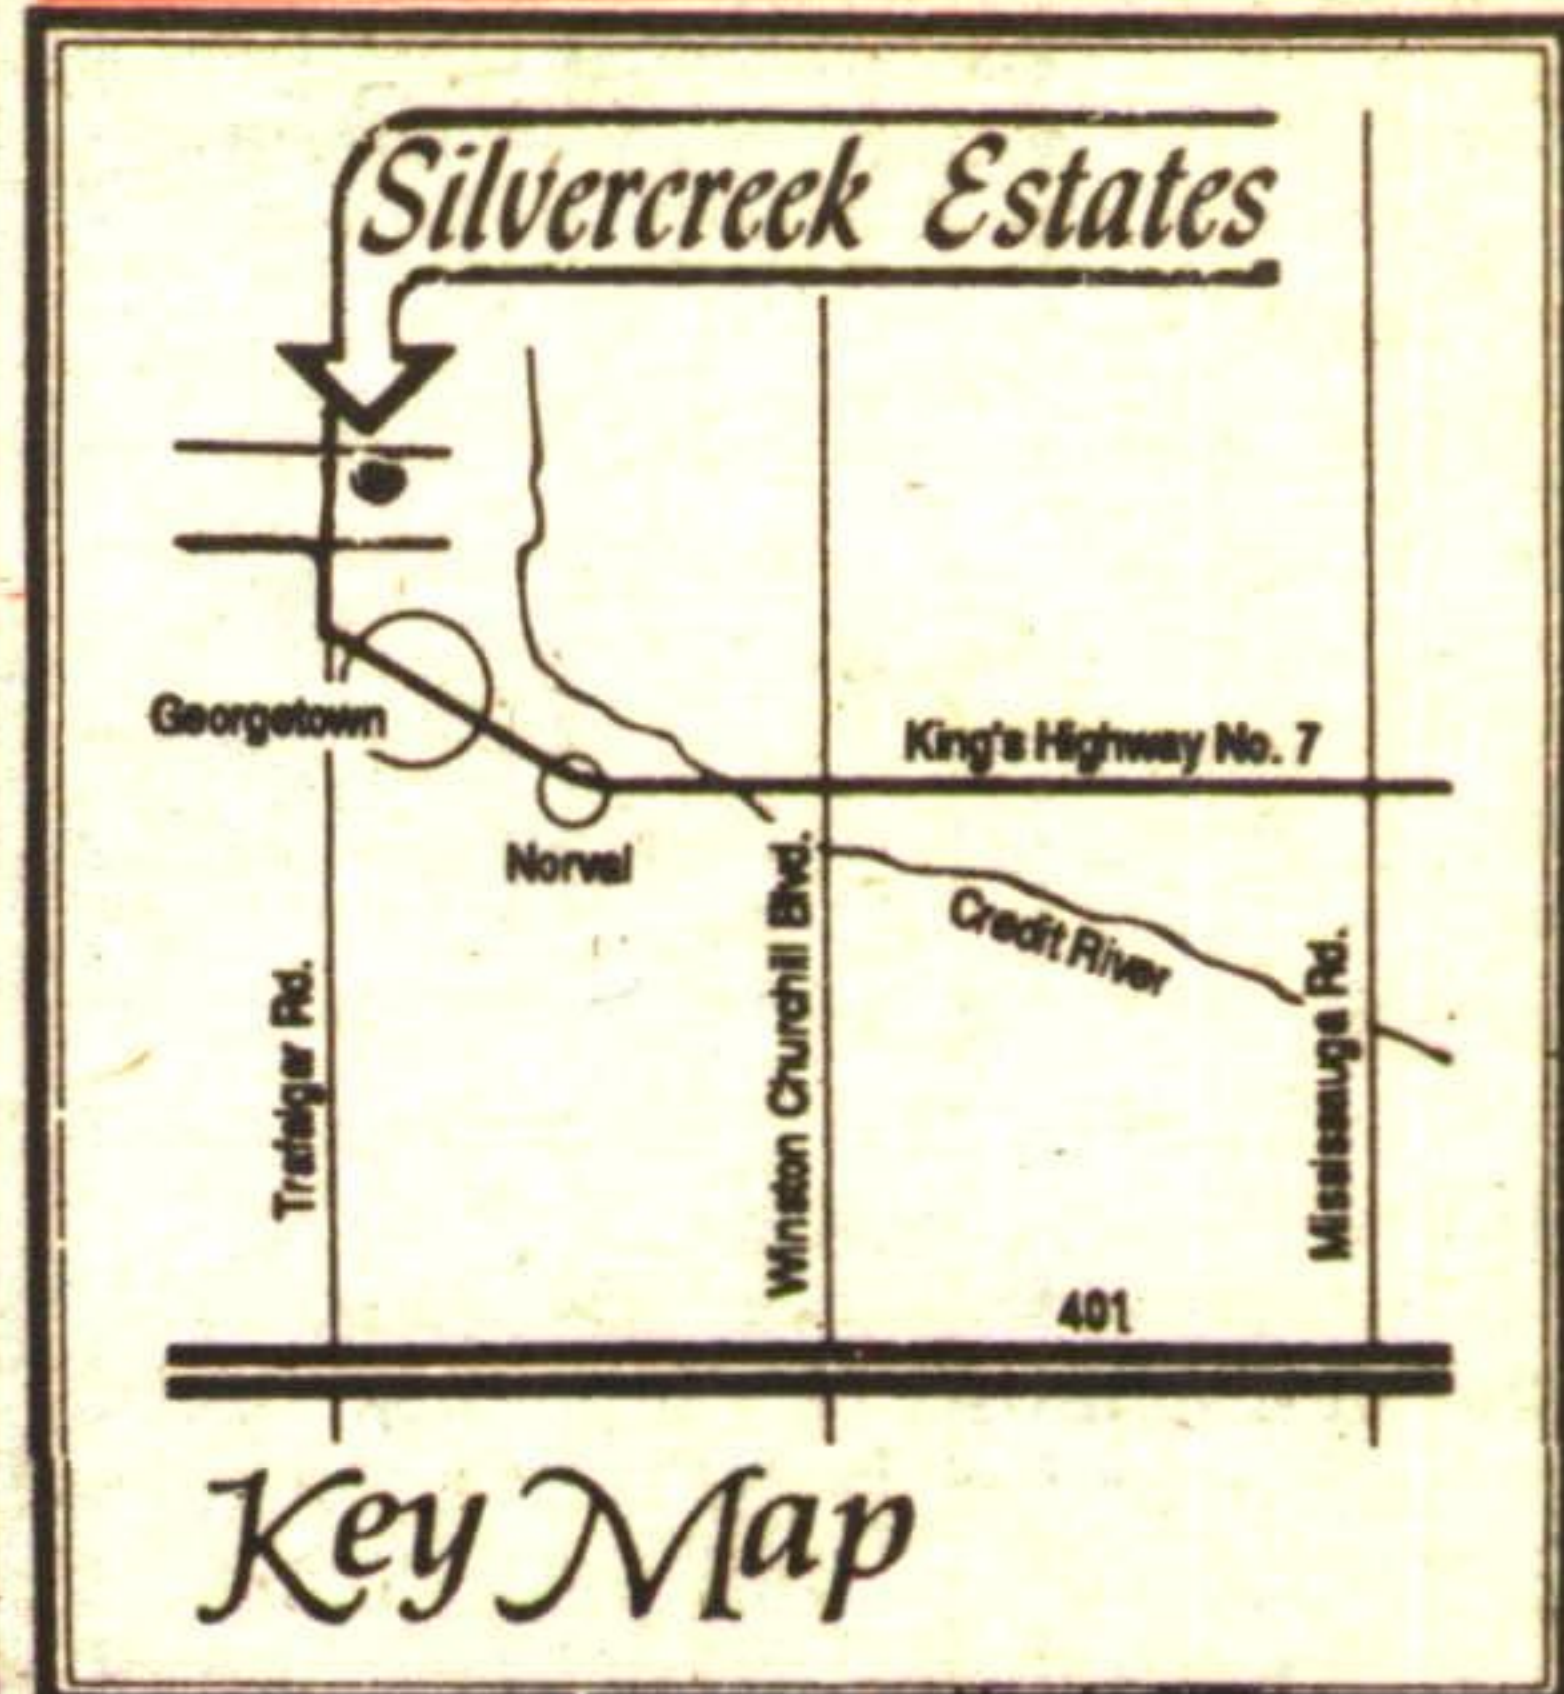 Silvercreek Estates
Georgetown
King's Highway No. 7
Norval
Winston Churchill Blvd.
Credit River
Trafalgar Rd.
Mississauga Rd.
401
Key Map